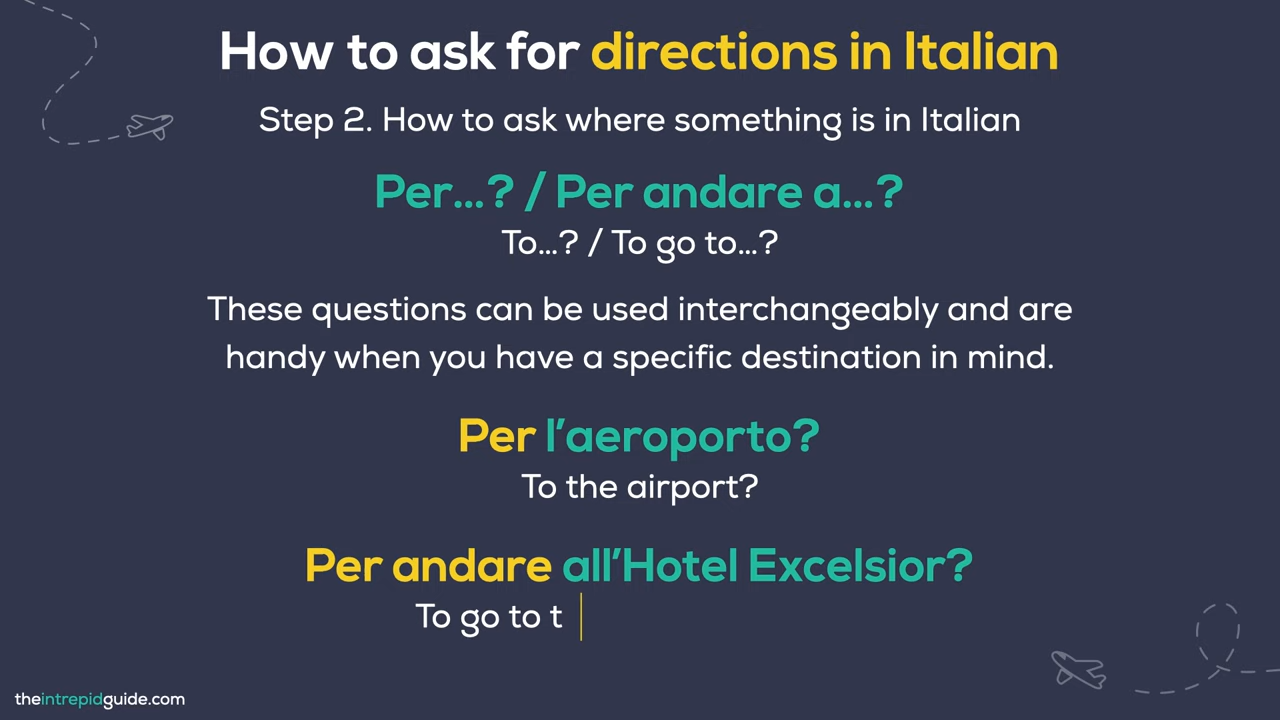 How to ask for directions in Italian
Step 2. How to ask where something is in Italian
Per...? / Per andare a...?
To...? / To go to...?
These questions can be used interchangeably and are
handy when you have a specific destination in mind.
Per l'aeroporto?
To the airport?
Per andare all'Hotel Excelsior?
To go to t
theintrepidguide.com